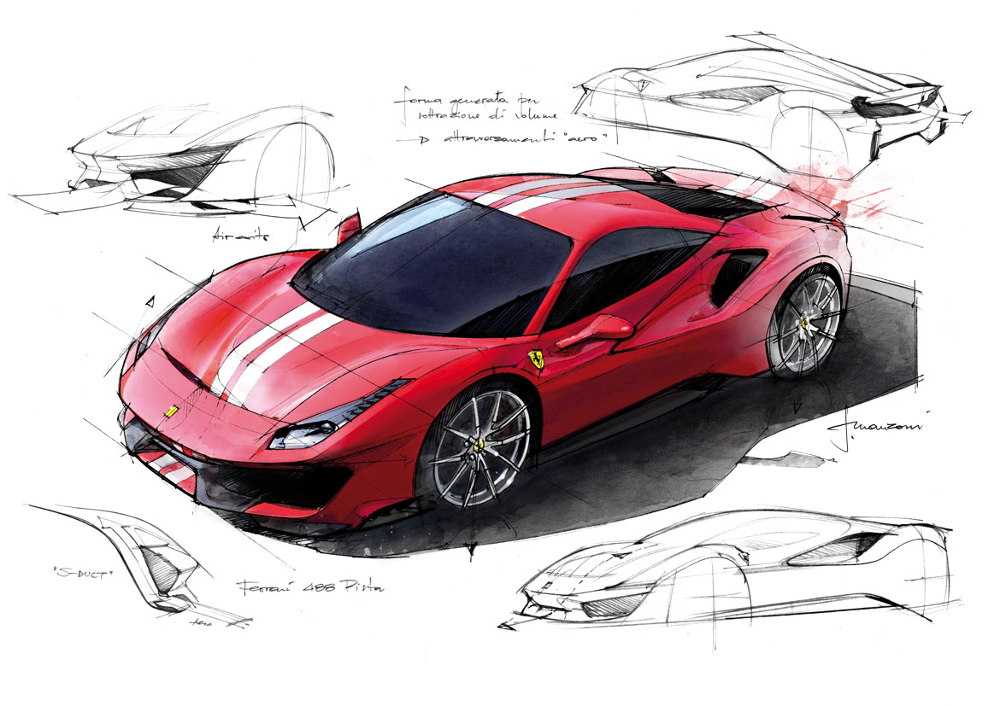 forma generata per
sottrazione di volume
→ attraversamenti "aero"
Air exits
F. Manzoni
"S-DUCT"
Ferrari 488 Pista